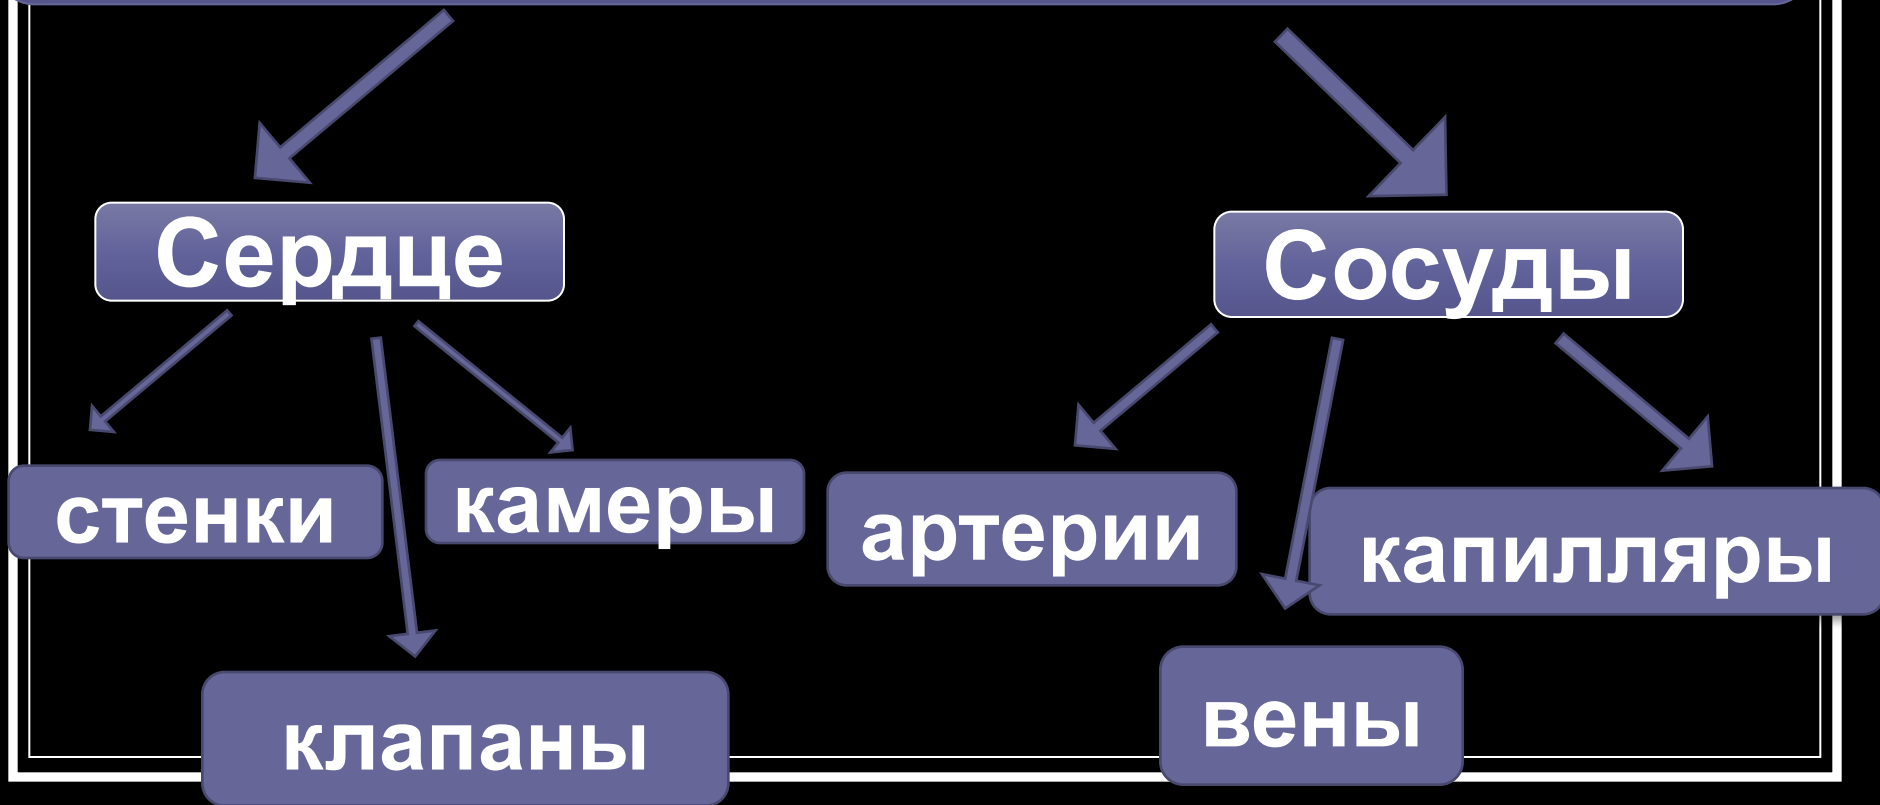 Сердце
Сосуды
стенки
камеры
артерии
капилляры
клапаны
вены